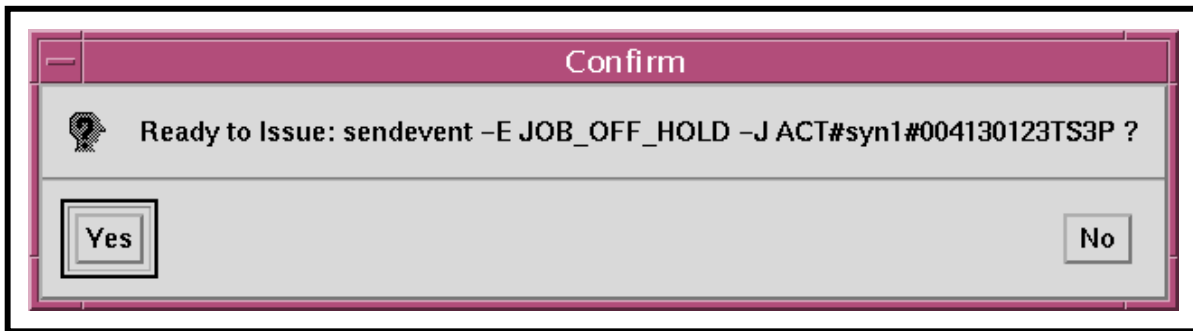 Confirm
Ready to Issue: sendevent –E JOB_OFF_HOLD –J ACT#syn1#004130123TS3P ?
Yes
No